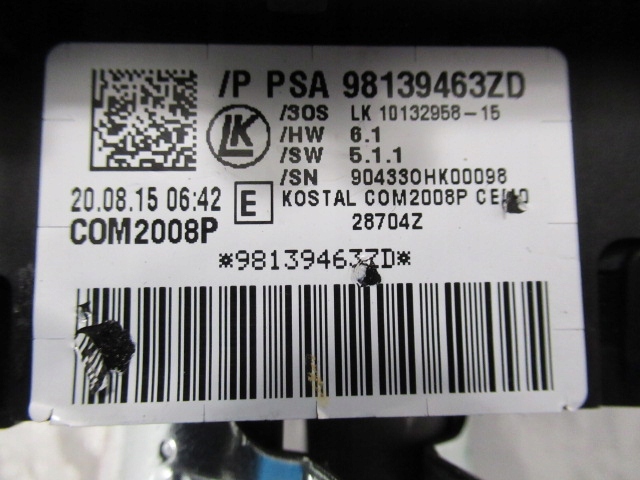 /P PSA 98139463ZD
/3OS LK 10132958-15
LK
/HW 6.1
/SW 5.1.1
/SN 904330HK00098
20.08.15 06:42 E KOSTAL COM2008P
COM2008P 28704Z
*98139463ZD*